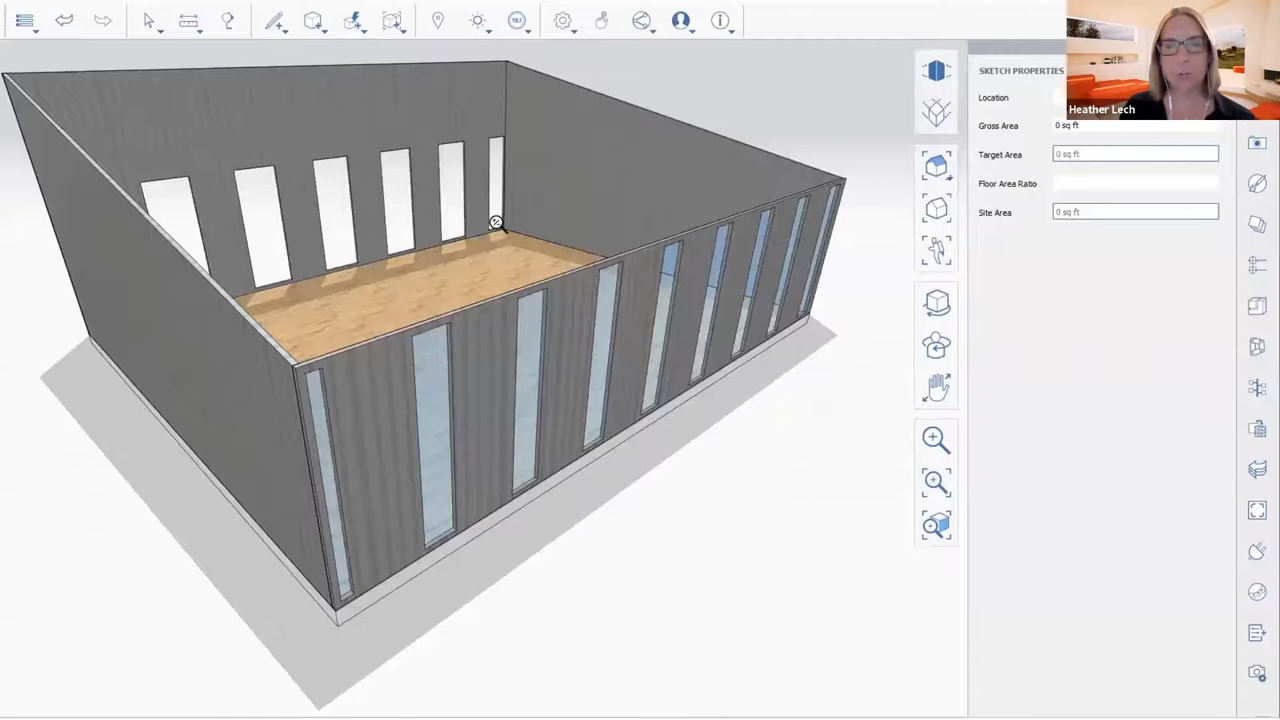 SKETCH PROPERTIES
Location
Heather Lech
Gross Area 0 sq ft
Target Area 0 sq ft
Floor Area Ratio
Site Area 0 sq ft